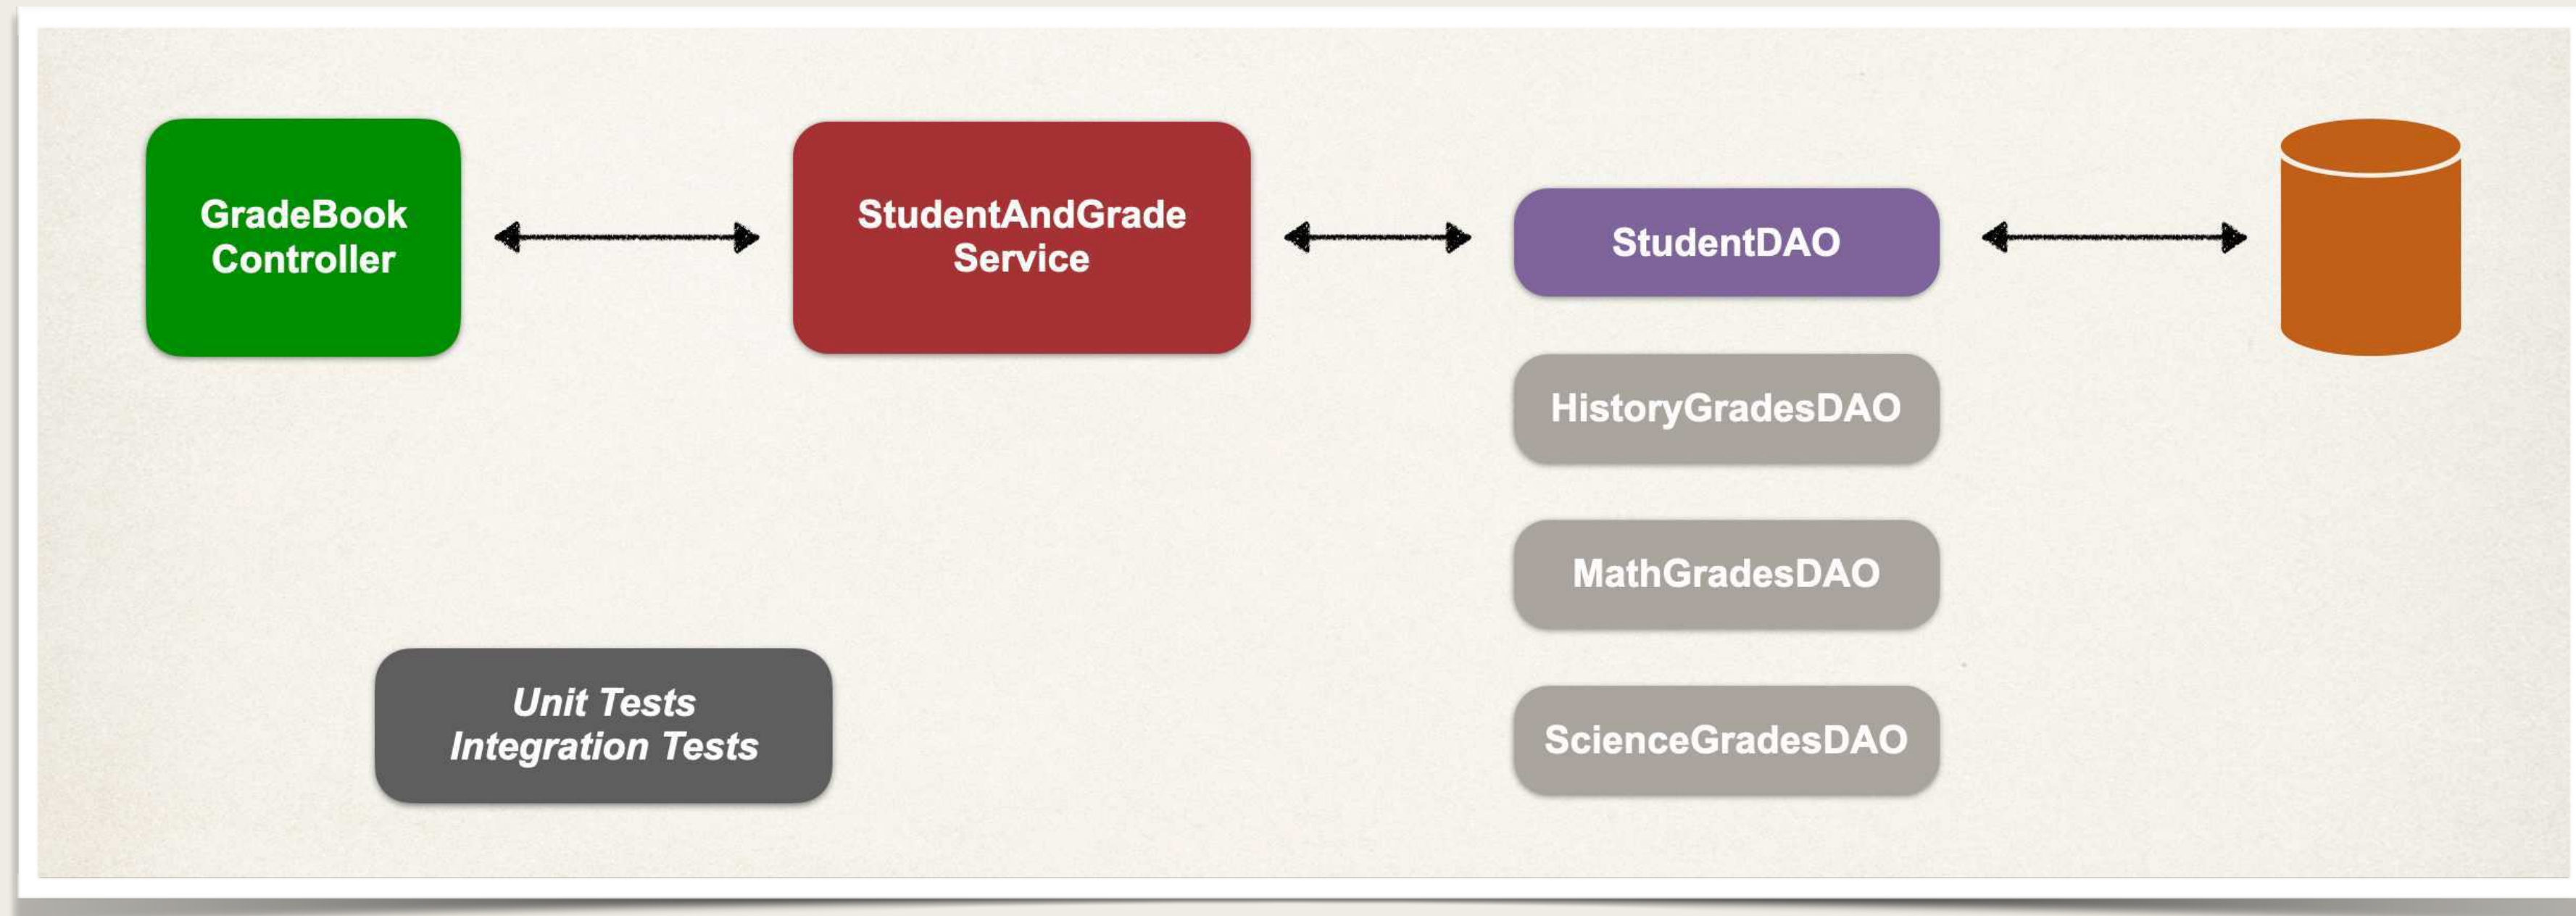 GradeBook
Controller
StudentAndGrade
Service
StudentDAO
HistoryGradesDAO
MathGradesDAO
ScienceGradesDAO
Unit Tests
Integration Tests